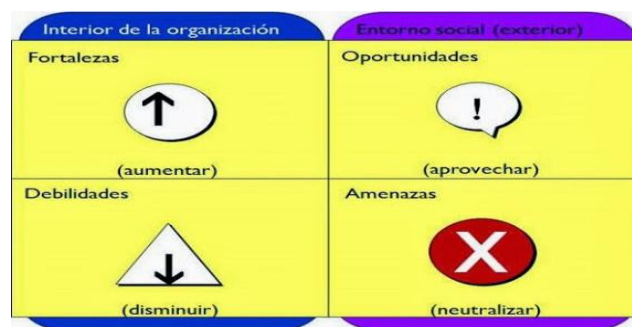 Interior de la organización
Entorno social (exterior)
Fortalezas
Oportunidades
!
(aumentar)
(aprovechar)
Debilidades
Amenazas
X
(disminuir)
(neutralizar)